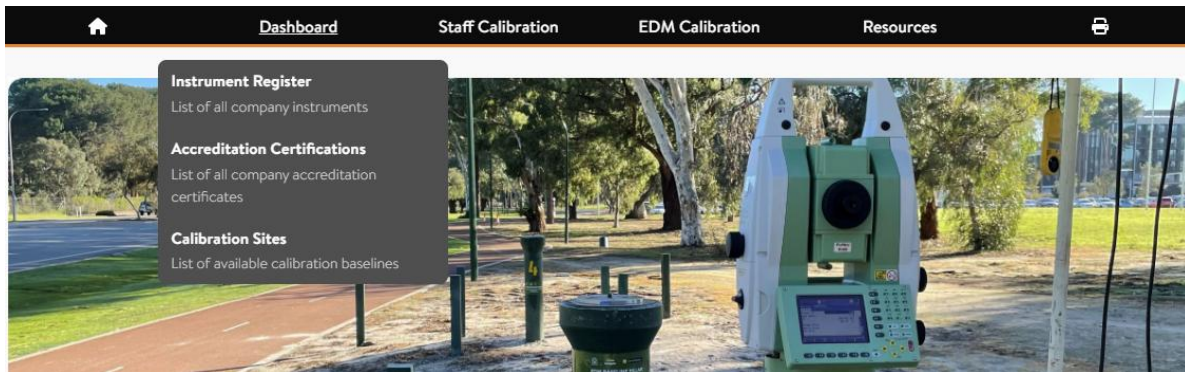 Dashboard
Staff Calibration
EDM Calibration
Resources
Instrument Register
List of all company instruments
Accreditation Certifications
List of all company accreditation
certificates
Calibration Sites
List of available calibration baselines
4